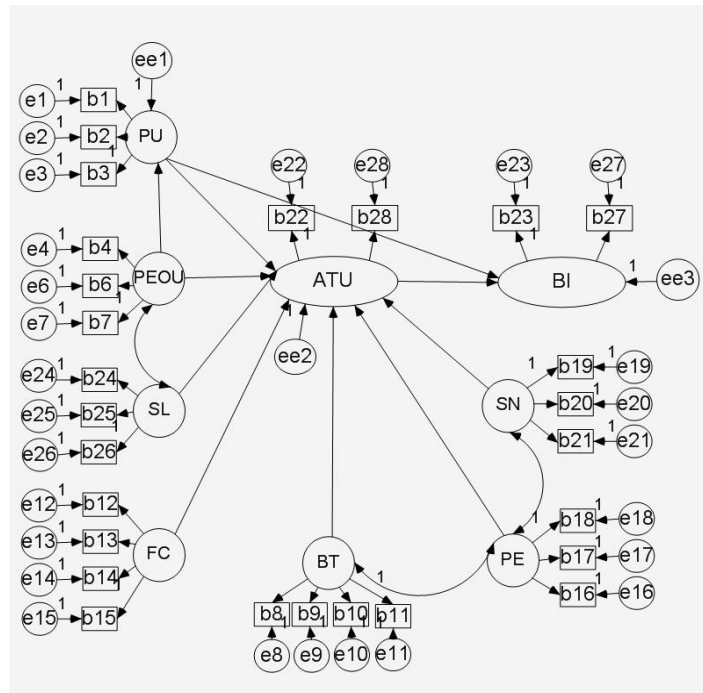 ee1
1
e1 1 b1
e2 1 b2 PU
1
e3 1 b3
e22 e28 e23 e27
1 1 1 1
b22 b28 b23 b27
1 1
e4 1 b4
e6 1 b6 PEOU ATU BI 1 ee3
1
e7 1 b7
1
ee2
e24 1 b24
e25 1 b25 SL
1
e26 1 b26
1 b19 1 e19
SN b20 1 e20
b21 1 e21
e12 1 b12
e13 1 b13
FC
e14 1 b14 1
e15 1 b15
1 b18 1 e18
BT PE b17 1 e17
1
b16 1 e16
b8 b9 b10 b11
1 1 1 1
e8 e9 e10 e11